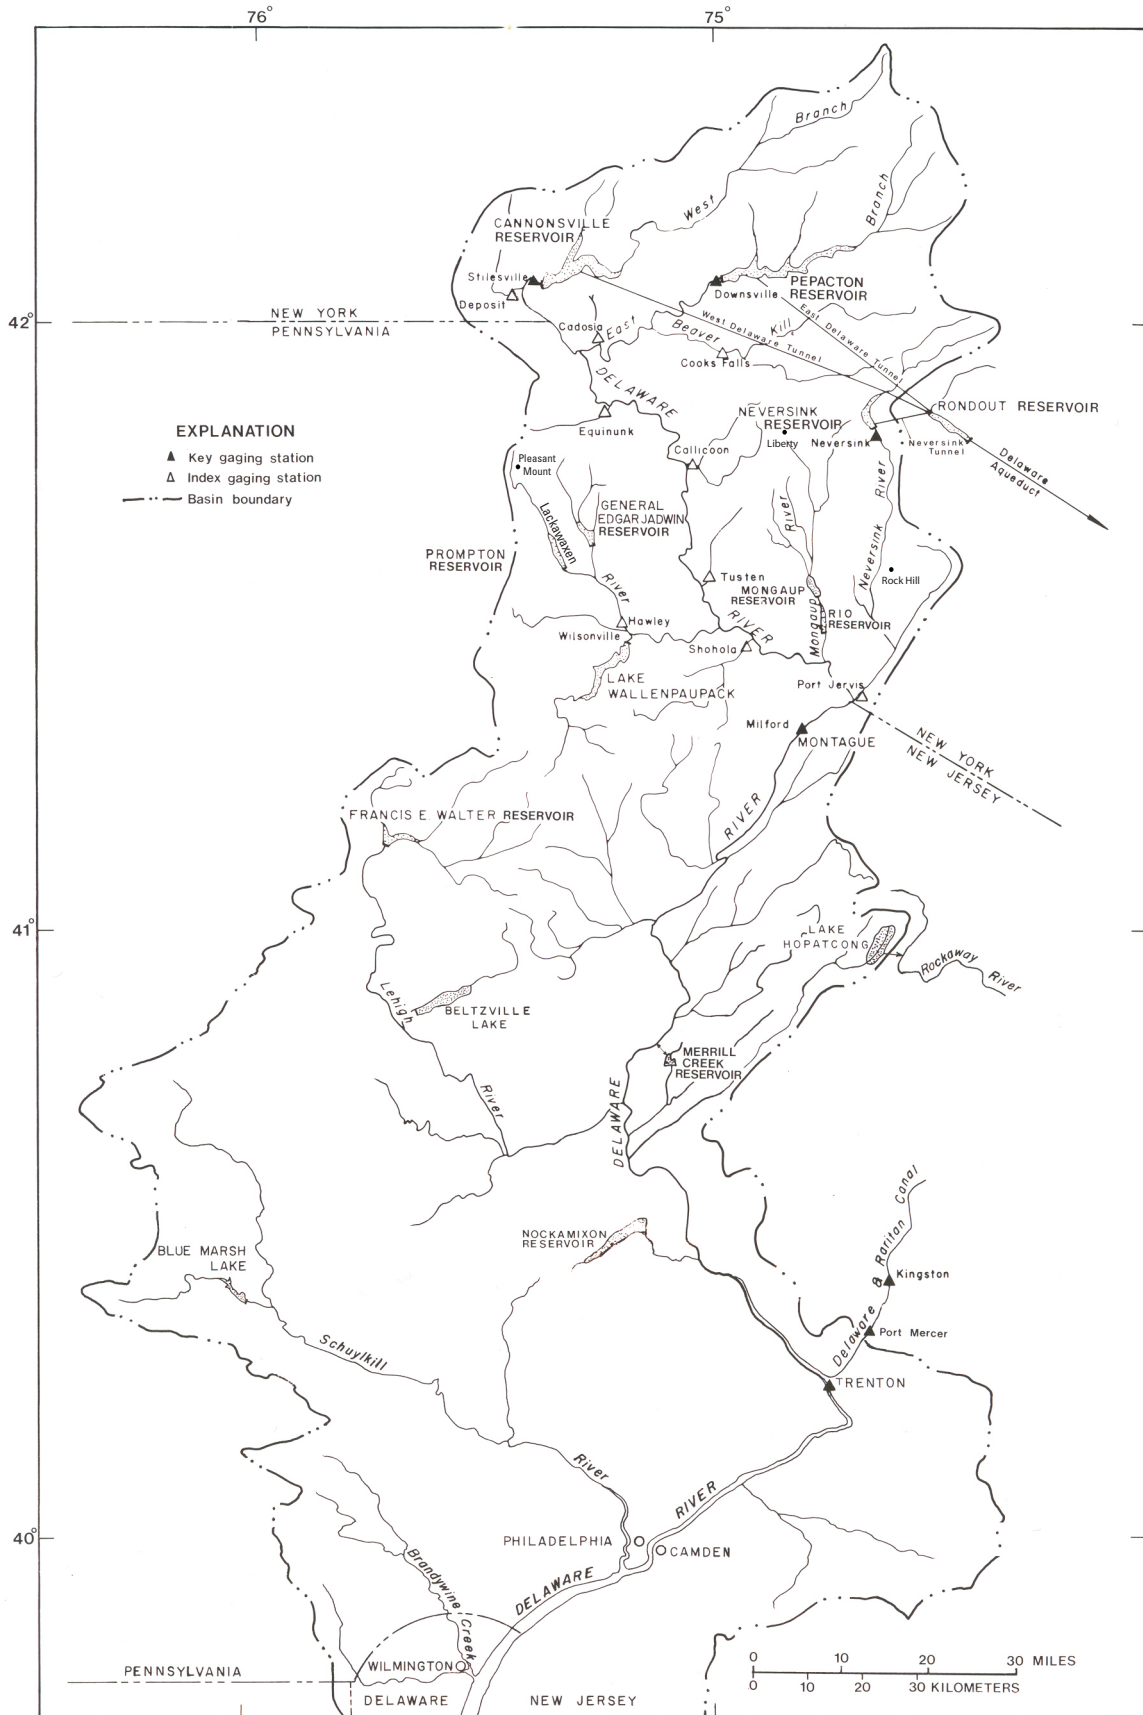 76°
75°
Branch
West
Branch
CANNONSVILLE
RESERVOIR
Stilesville
Deposit
PEPACTON
RESERVOIR
Downsville
42°
NEW YORK
PENNSYLVANIA
Cadosia
East
Beaver
Kill
West Delaware Tunnel
East Delaware Tunnel
Cooks Falls
DELAWARE
Equinunk
NEVERSINK
RESERVOIR
Liberty
Neversink
RONDOUT RESERVOIR
Neversink
Tunnel
Delaware
Aqueduct
EXPLANATION
Key gaging station
Index gaging station
Basin boundary
Pleasant
Mount
Callicoon
Lackawaxen
River
GENERAL
EDGAR JADWIN
RESERVOIR
PROMPTON
RESERVOIR
River
Neversink
River
Rock Hill
Tusten
MONGAUP
RESERVOIR
Mongaup
RIO
RESERVOIR
Hawley
Wilsonville
RIVER
Shohola
LAKE
WALLENPAUPACK
Port Jervis
Milford
MONTAGUE
NEW YORK
NEW JERSEY
RIVER
FRANCIS E. WALTER RESERVOIR
41°
LAKE
HOPATCONG
Rockaway River
Lehigh
BELTZVILLE
LAKE
MERRILL
CREEK
RESERVOIR
River
DELAWARE
Delaware & Raritan Canal
NOCKAMIXON
RESERVOIR
BLUE MARSH
LAKE
Kingston
Port Mercer
Schuylkill
TRENTON
River
RIVER
40°
PHILADELPHIA
CAMDEN
Brandywine Creek
DELAWARE
WILMINGTON
PENNSYLVANIA
DELAWARE
NEW JERSEY
0 10 20 30 MILES
0 10 20 30 KILOMETERS